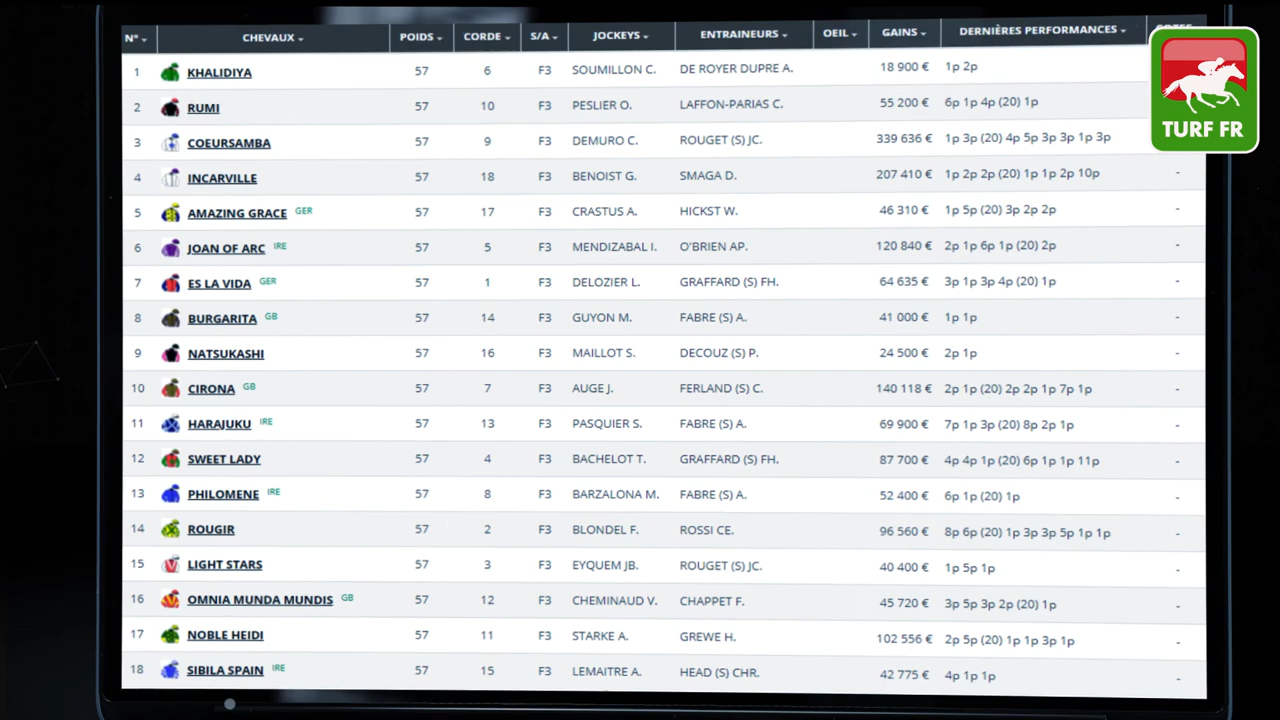 N° CHEVAUX POIDS CORDE S/A JOCKEYS ENTRAINEURS OEIL GAINS DERNIÈRES PERFORMANCES
1 KHALIDIYA 57 6 F3 SOUMILLON C. DE ROYER DUPRE A. 18 900 € 1p 2p
2 RUMI 57 10 F3 PESLIER O. LAFFON-PARIAS C. 55 200 € 6p 1p 4p (20) 1p
3 COEURSAMBA 57 9 F3 DEMURO C. ROUGET (S) JC. 339 636 € 1p 3p (20) 4p 5p 3p 3p 1p 3p
4 INCARVILLE 57 18 F3 BENOIST G. SMAGA D. 207 410 € 1p 2p 2p (20) 1p 1p 2p 10p -
5 AMAZING GRACE GER 57 17 F3 CRASTUS A. HICKST W. 46 310 € 1p 5p (20) 3p 2p 2p -
6 JOAN OF ARC IRE 57 5 F3 MENDIZABAL I. O'BRIEN AP. 120 840 € 2p 1p 6p 1p (20) 2p -
7 ES LA VIDA GER 57 1 F3 DELOZIER L. GRAFFARD (S) FH. 64 635 € 3p 1p 3p 4p (20) 1p -
8 BURGARITA GB 57 14 F3 GUYON M. FABRE (S) A. 41 000 € 1p 1p -
9 NATSUKASHI 57 16 F3 MAILLOT S. DECOUZ (S) P. 24 500 € 2p 1p -
10 CIRONA GB 57 7 F3 AUGE J. FERLAND (S) C. 140 118 € 2p 1p (20) 2p 2p 1p 7p 1p -
11 HARAJUKU IRE 57 13 F3 PASQUIER S. FABRE (S) A. 69 900 € 7p 1p 3p (20) 8p 2p 1p -
12 SWEET LADY 57 4 F3 BACHELOT T. GRAFFARD (S) FH. 87 700 € 4p 4p 1p (20) 6p 1p 1p 11p -
13 PHILOMENE IRE 57 8 F3 BARZALONA M. FABRE (S) A. 52 400 € 6p 1p (20) 1p -
14 ROUGIR 57 2 F3 BLONDEL F. ROSSI CE. 96 560 € 8p 6p (20) 1p 3p 3p 5p 1p 1p -
15 LIGHT STARS 57 3 F3 EYQUEM JB. ROUGET (S) JC. 40 400 € 1p 5p 1p -
16 OMNIA MUNDA MUNDIS GB 57 12 F3 CHEMINAUD V. CHAPPET F. 45 720 € 3p 5p 3p 2p (20) 1p -
17 NOBLE HEIDI 57 11 F3 STARKE A. GREWE H. 102 556 € 2p 5p (20) 1p 1p 3p 1p -
18 SIBILA SPAIN IRE 57 15 F3 LEMAITRE A. HEAD (S) CHR. 42 775 € 4p 1p 1p -
TURF FR